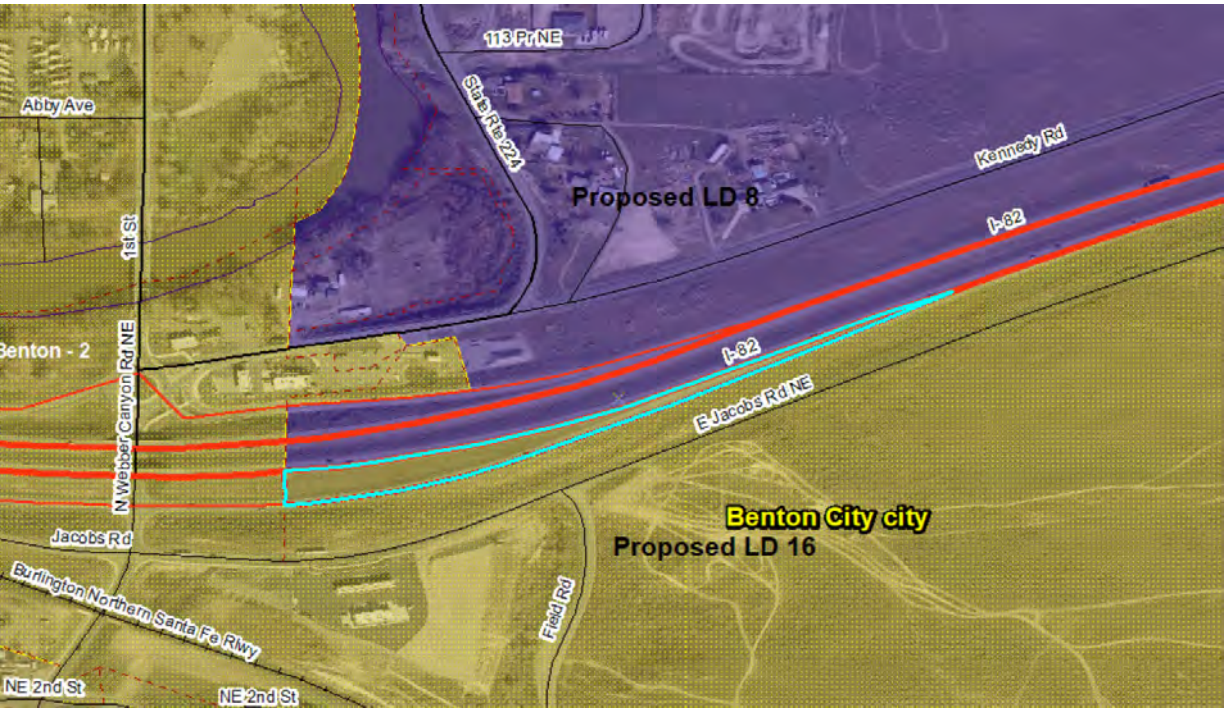 113 Pr NE
Abby Ave
State Rte 224
Kennedy Rd
Proposed LD 8
1st St
I- 82
Benton - 2
N Webber Canyon Rd NE
I- 82
E Jacobs Rd NE
Benton City city
Jacobs Rd
Proposed LD 16
Burlington Northern Santa Fe Rlwy
Field Rd
NE 2nd St
NE 2nd St